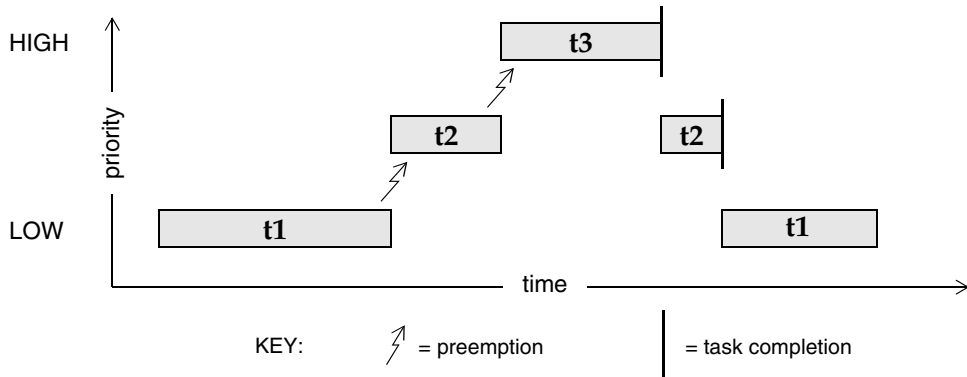 HIGH
t3
t2
t2
priority
LOW
t1
t1
time
KEY: = preemption = task completion